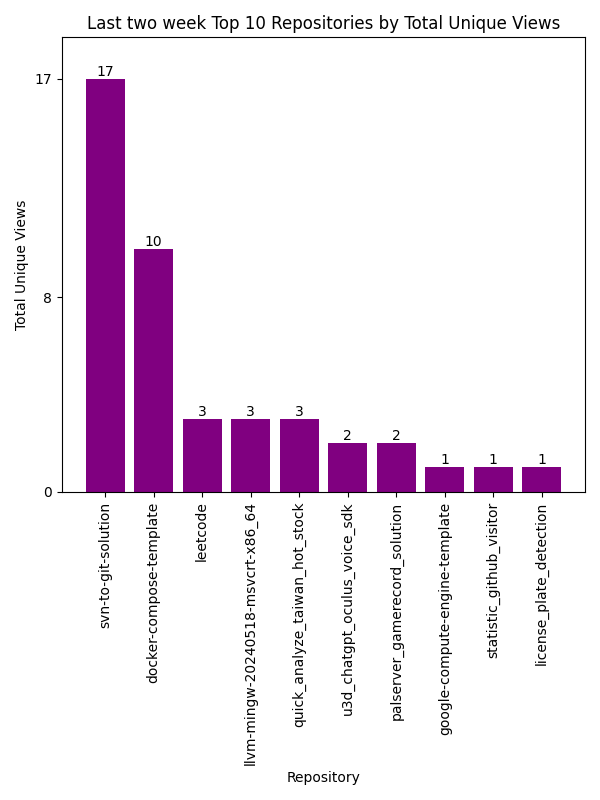 Last two week Top 10 Repositories by Total Unique Views
Total Unique Views
17
8
0
17
10
3
3
3
2
2
1
1
1
svn-to-git-solution
docker-compose-template
leetcode
llvm-mingw-20240518-msvcrt-x86_64
quick_analyze_taiwan_hot_stock
u3d_chatgpt_oculus_voice_sdk
palserver_gamerecord_solution
google-compute-engine-template
statistic_github_visitor
license_plate_detection
Repository